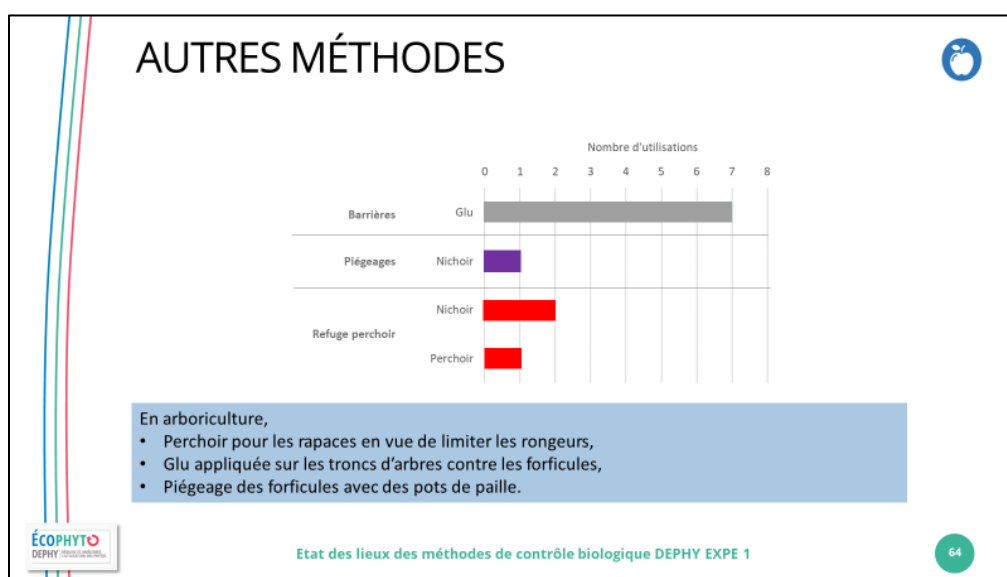 AUTRES MÉTHODES
Nombre d'utilisations
0 1 2 3 4 5 6 7 8
Barrières Glu
Piégeages Nichoir
Nichoir
Refuge perchoir
Perchoir
En arboriculture,
• Perchoir pour les rapaces en vue de limiter les rongeurs,
• Glu appliquée sur les troncs d'arbres contre les forficules,
• Piégeage des forficules avec des pots de paille.
ÉCOPHYTO
DEPHY
Etat des lieux des méthodes de contrôle biologique DEPHY EXPE 1
64